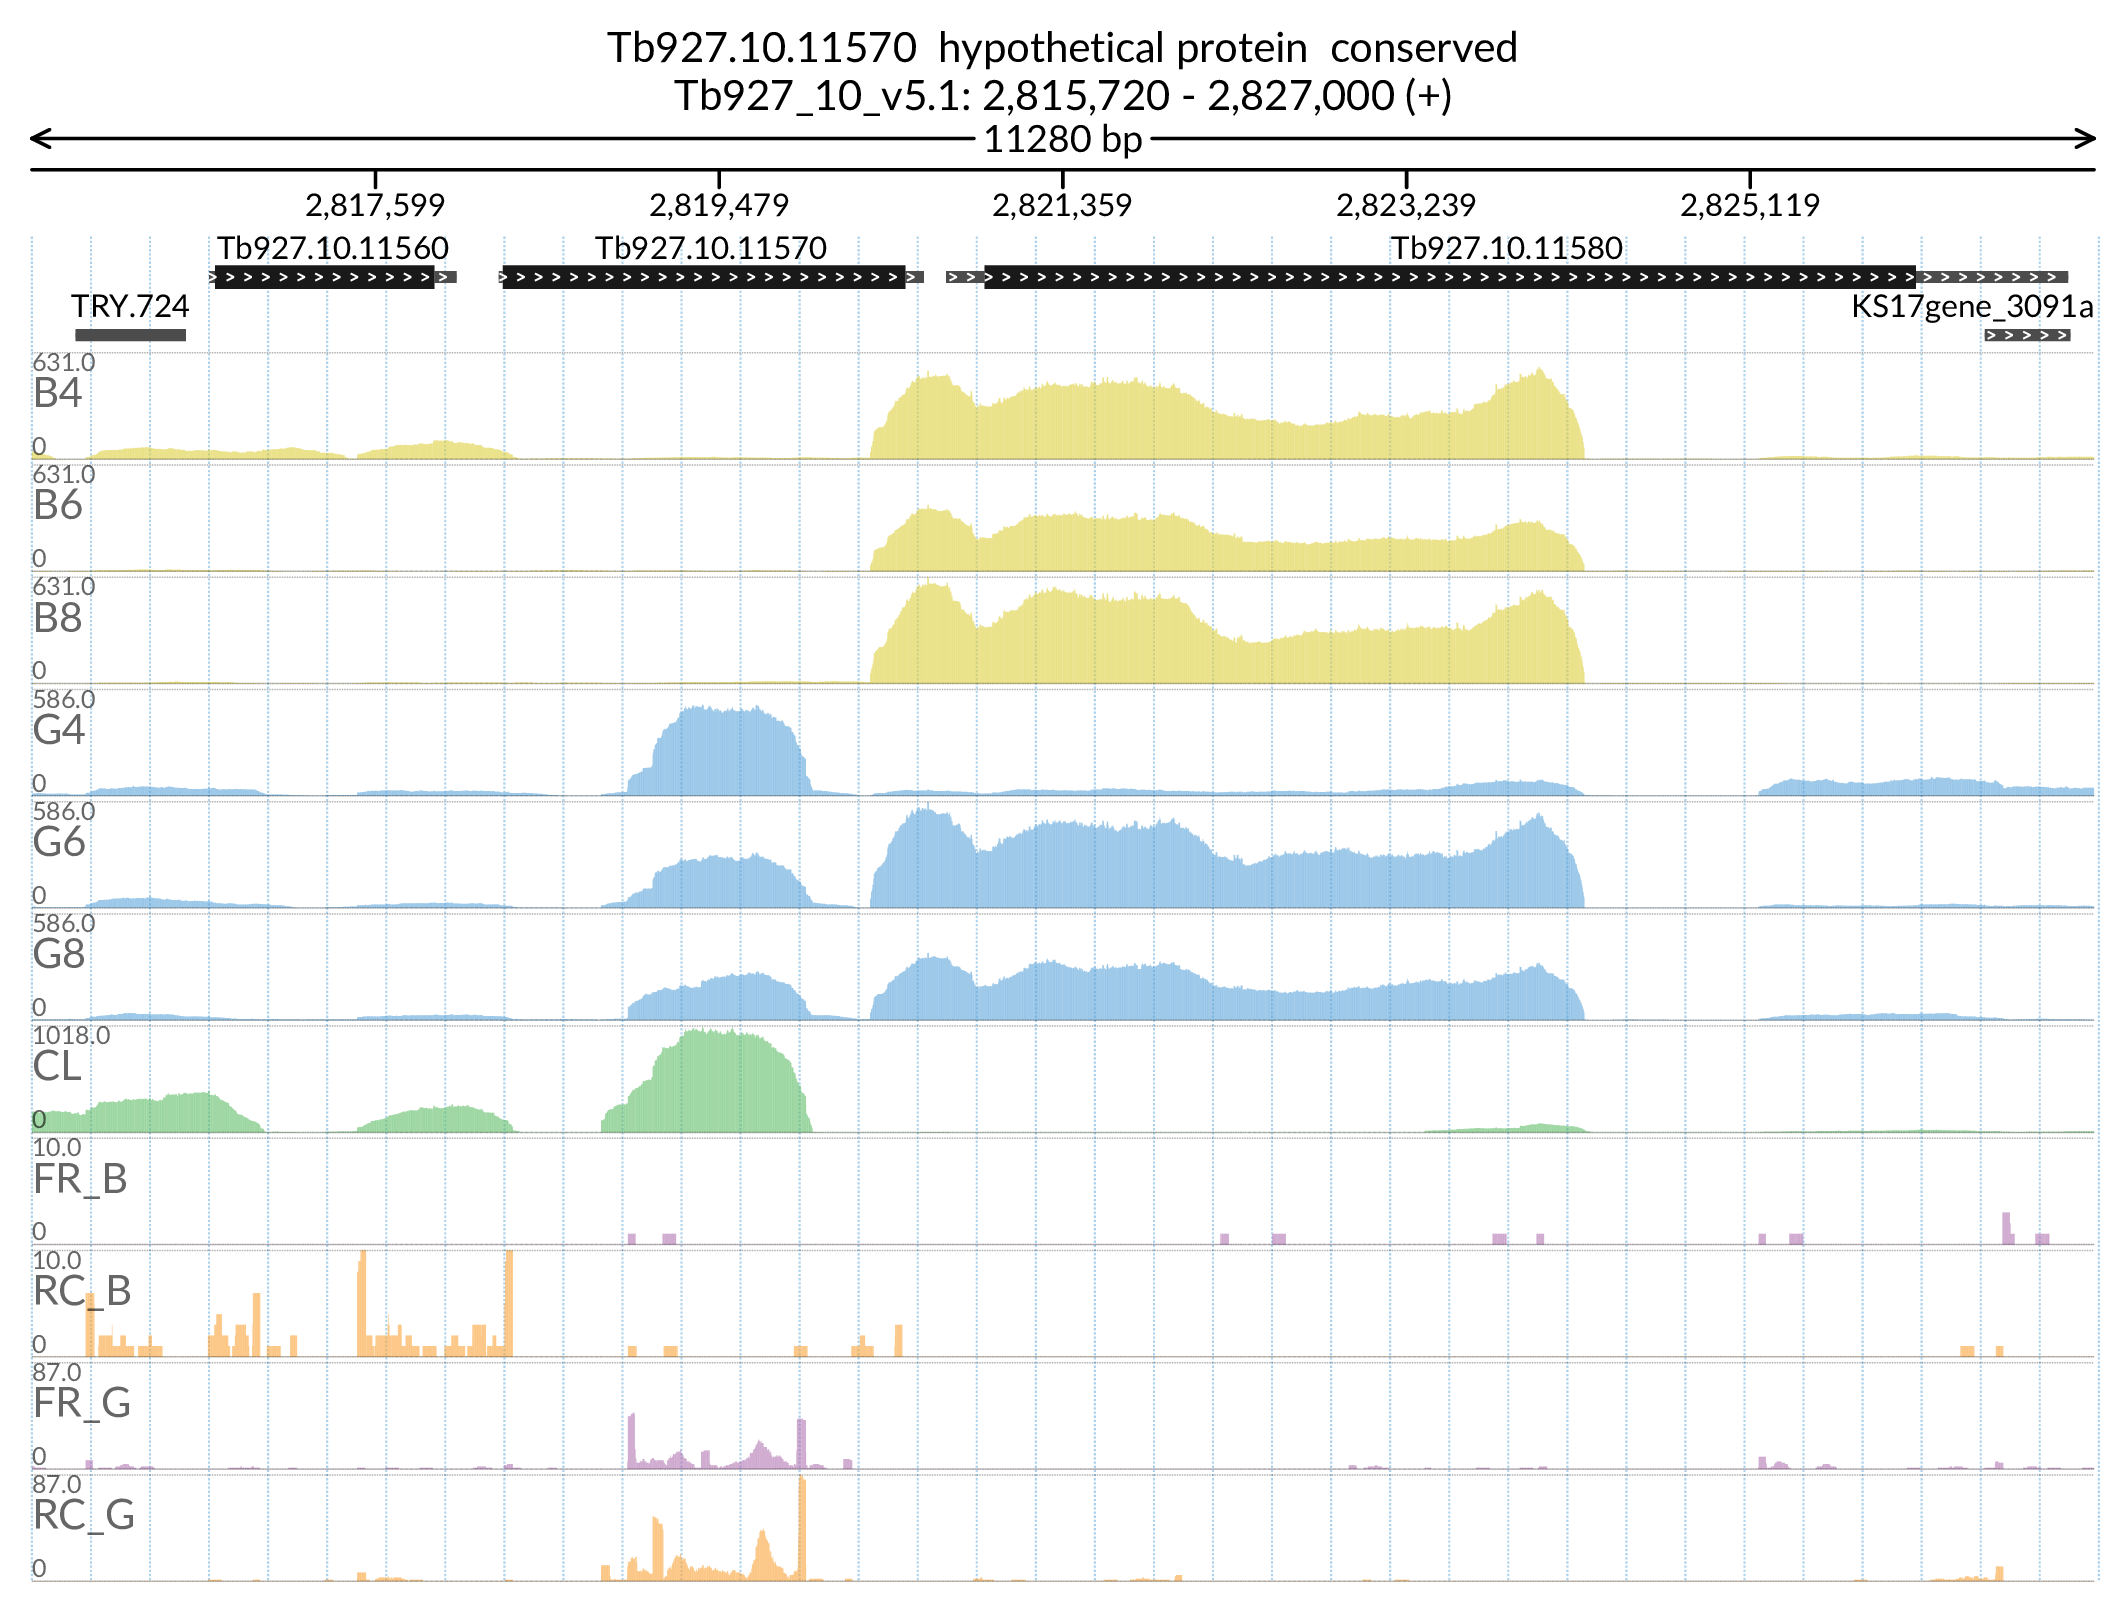 Tb927.10.11570  hypothetical protein  conserved
Tb927_10_v5.1: 2,815,720 - 2,827,000 (+)
11280 bp
2,817,599 2,819,479 2,821,359 2,823,239 2,825,119
Tb927.10.11560 Tb927.10.11570 Tb927.10.11580
TRY.724 KS17gene_3091a
631.0
B4
0
631.0
B6
0
631.0
B8
0
586.0
G4
0
586.0
G6
0
586.0
G8
0
1018.0
CL
0
10.0
FR_B
0
10.0
RC_B
0
87.0
FR_G
0
87.0
RC_G
0